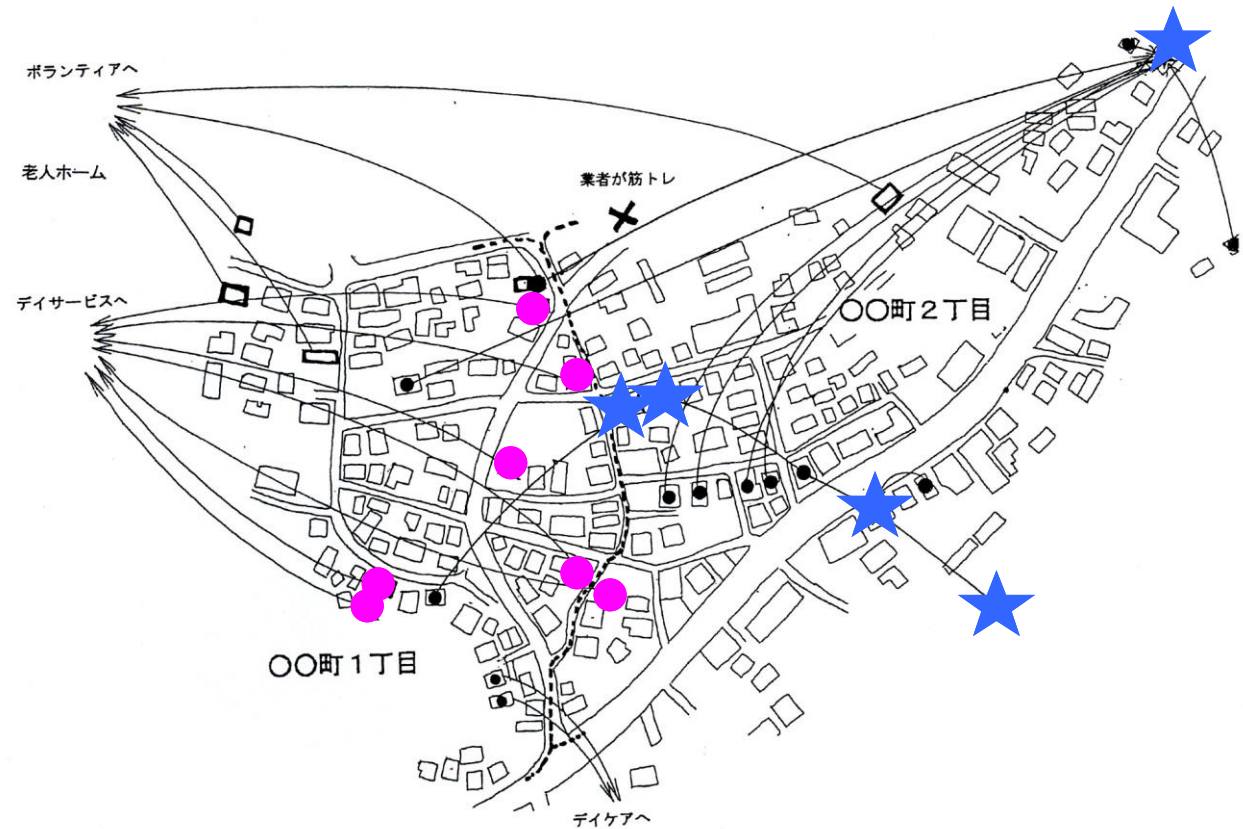 ボランティアへ
業者が筋トレ
老人ホーム
デイサービスへ
〇〇町２丁目
〇〇町１丁目
デイケアへ